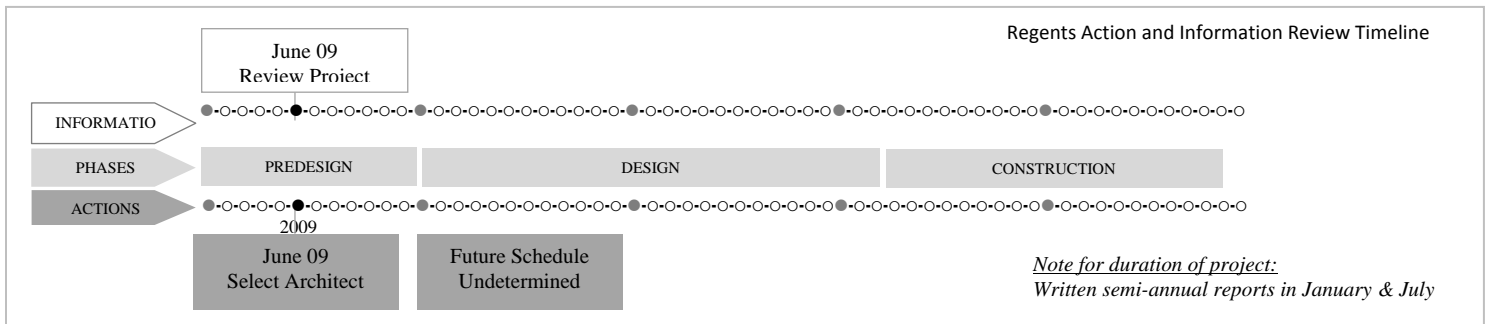 Regents Action and Information Review Timeline
June 09
Review Project
INFORMATIO
PHASES
PREDESIGN
DESIGN
CONSTRUCTION
ACTIONS
2009
June 09
Select Architect
Future Schedule
Undetermined
Note for duration of project:
Written semi-annual reports in January & July